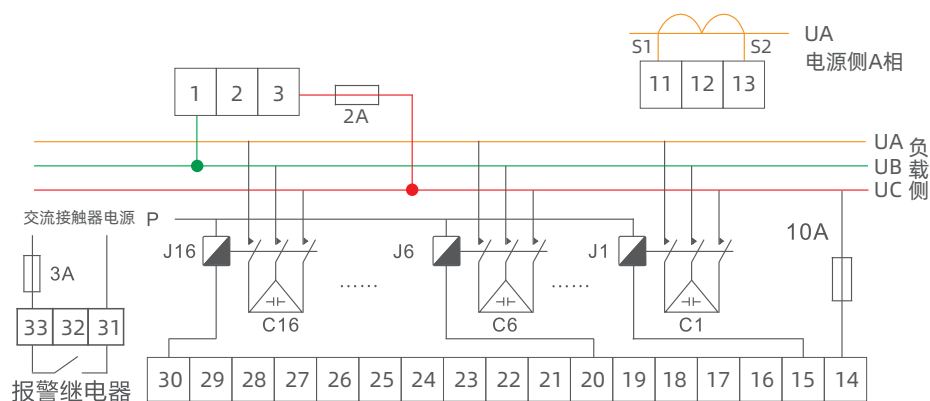 UA
S1 S2
电源侧A相
11 12 13
1 2 3
2A
UA 负
UB 载
UC 侧
交流接触器电源 P
10A
J16 J6 J1
3A
...... ......
C16 C6 C1
33 32 31
报警继电器
30 29 28 27 26 25 24 23 22 21 20 19 18 17 16 15 14